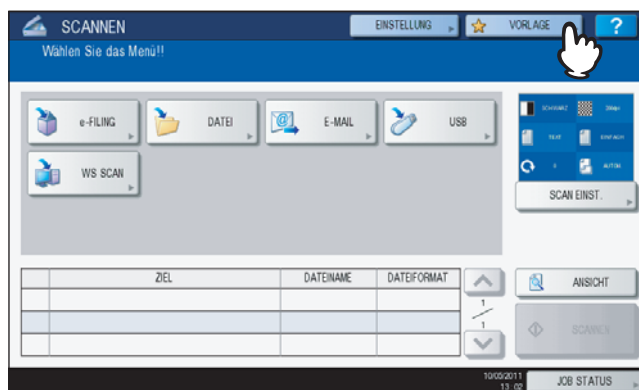 SCANNEN
EINSTELLUNG
VORLAGE
?
Wählen Sie das Menü!!
e-FILING
DATEI
E-MAIL
USB
WS SCAN
SCHWARZ
TEXT
EINFACH
AUTOM.
SCAN EINST.
ZIEL DATEINAME DATEIFORMAT
1
1
ANSICHT
SCANNEN
10/05/2011
13:02
JOB STATUS